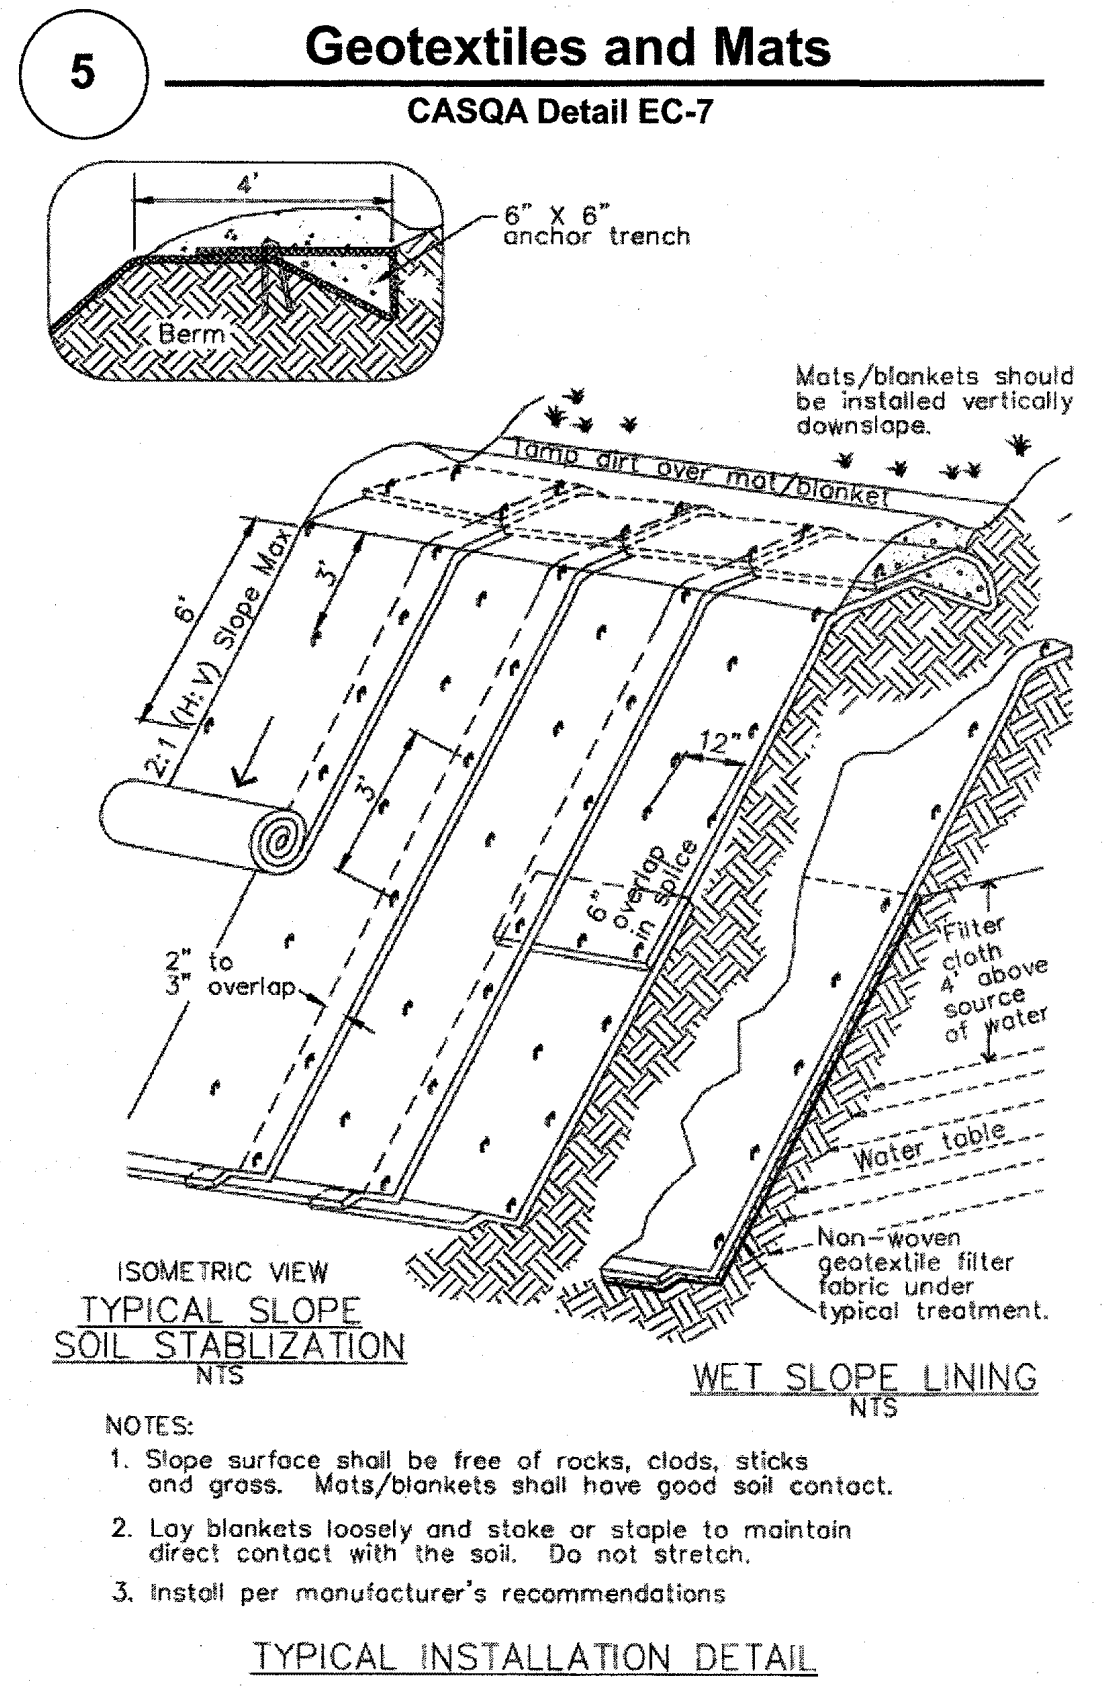 5
Geotextiles and Mats
CASQA Detail EC-7
4'
6" X 6"
anchor trench
Berm
Mats/blankets should
be installed vertically
downslope.
Tamp dirt over mat/blanket
6'
2:1 (H:V) Slope Max
3'
12"
3'
6"
overlap
in splice
2" to
3" overlap
Filter
cloth
4' above
source
of water
Water table
Non-woven
geotextile filter
fabric under
typical treatment.
ISOMETRIC VIEW
TYPICAL SLOPE
SOIL STABLIZATION
NTS
WET SLOPE LINING
NTS
NOTES:
1. Slope surface shall be free of rocks, clods, sticks
and grass. Mats/blankets shall have good soil contact.
2. Lay blankets loosely and stake or staple to maintain
direct contact with the soil. Do not stretch.
3. Install per manufacturer's recommendations
TYPICAL INSTALLATION DETAIL